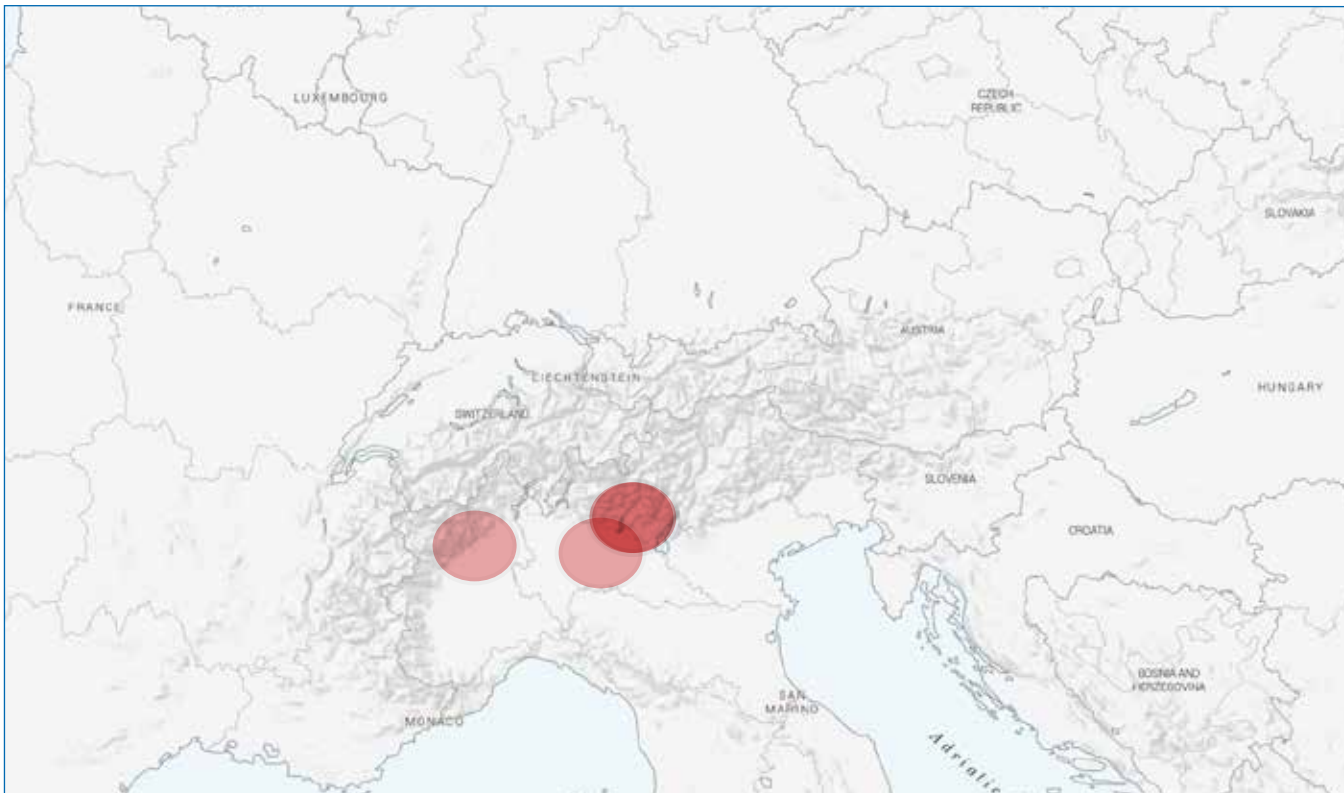 LUXEMBOURG
CZECH
REPUBLIC
SLOVAKIA
FRANCE
AUSTRIA
LIECHTENSTEIN
HUNGARY
SWITZERLAND
SLOVENIA
CROATIA
BOSNIA AND
HERZEGOVINA
SAN
MARINO
MONACO
Adriatic